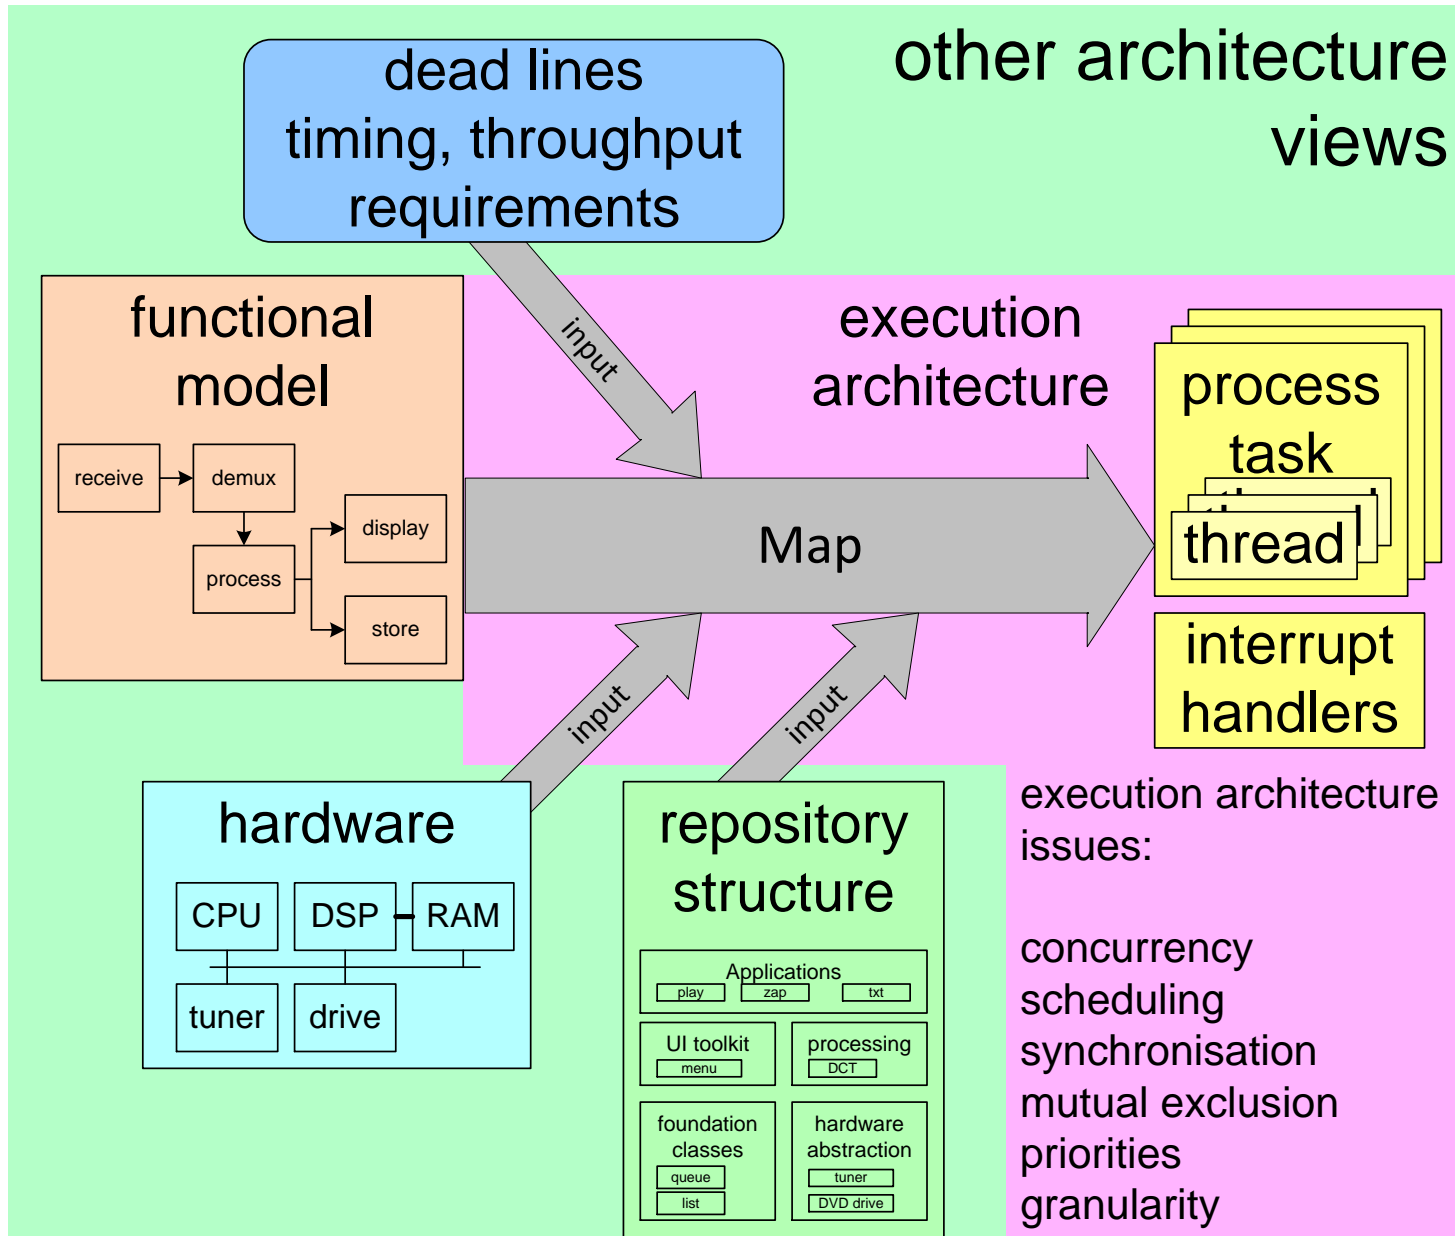 other architecture
views
dead lines
timing, throughput
requirements
input
functional
model
receive
demux
process
display
store
execution
architecture
Map
process
task
thread
interrupt
handlers
input
input
hardware
CPU
DSP
RAM
tuner
drive
repository
structure
Applications
play
zap
txt
UI toolkit
menu
processing
DCT
foundation
classes
queue
list
hardware
abstraction
tuner
DVD drive
execution architecture
issues:
concurrency
scheduling
synchronisation
mutual exclusion
priorities
granularity